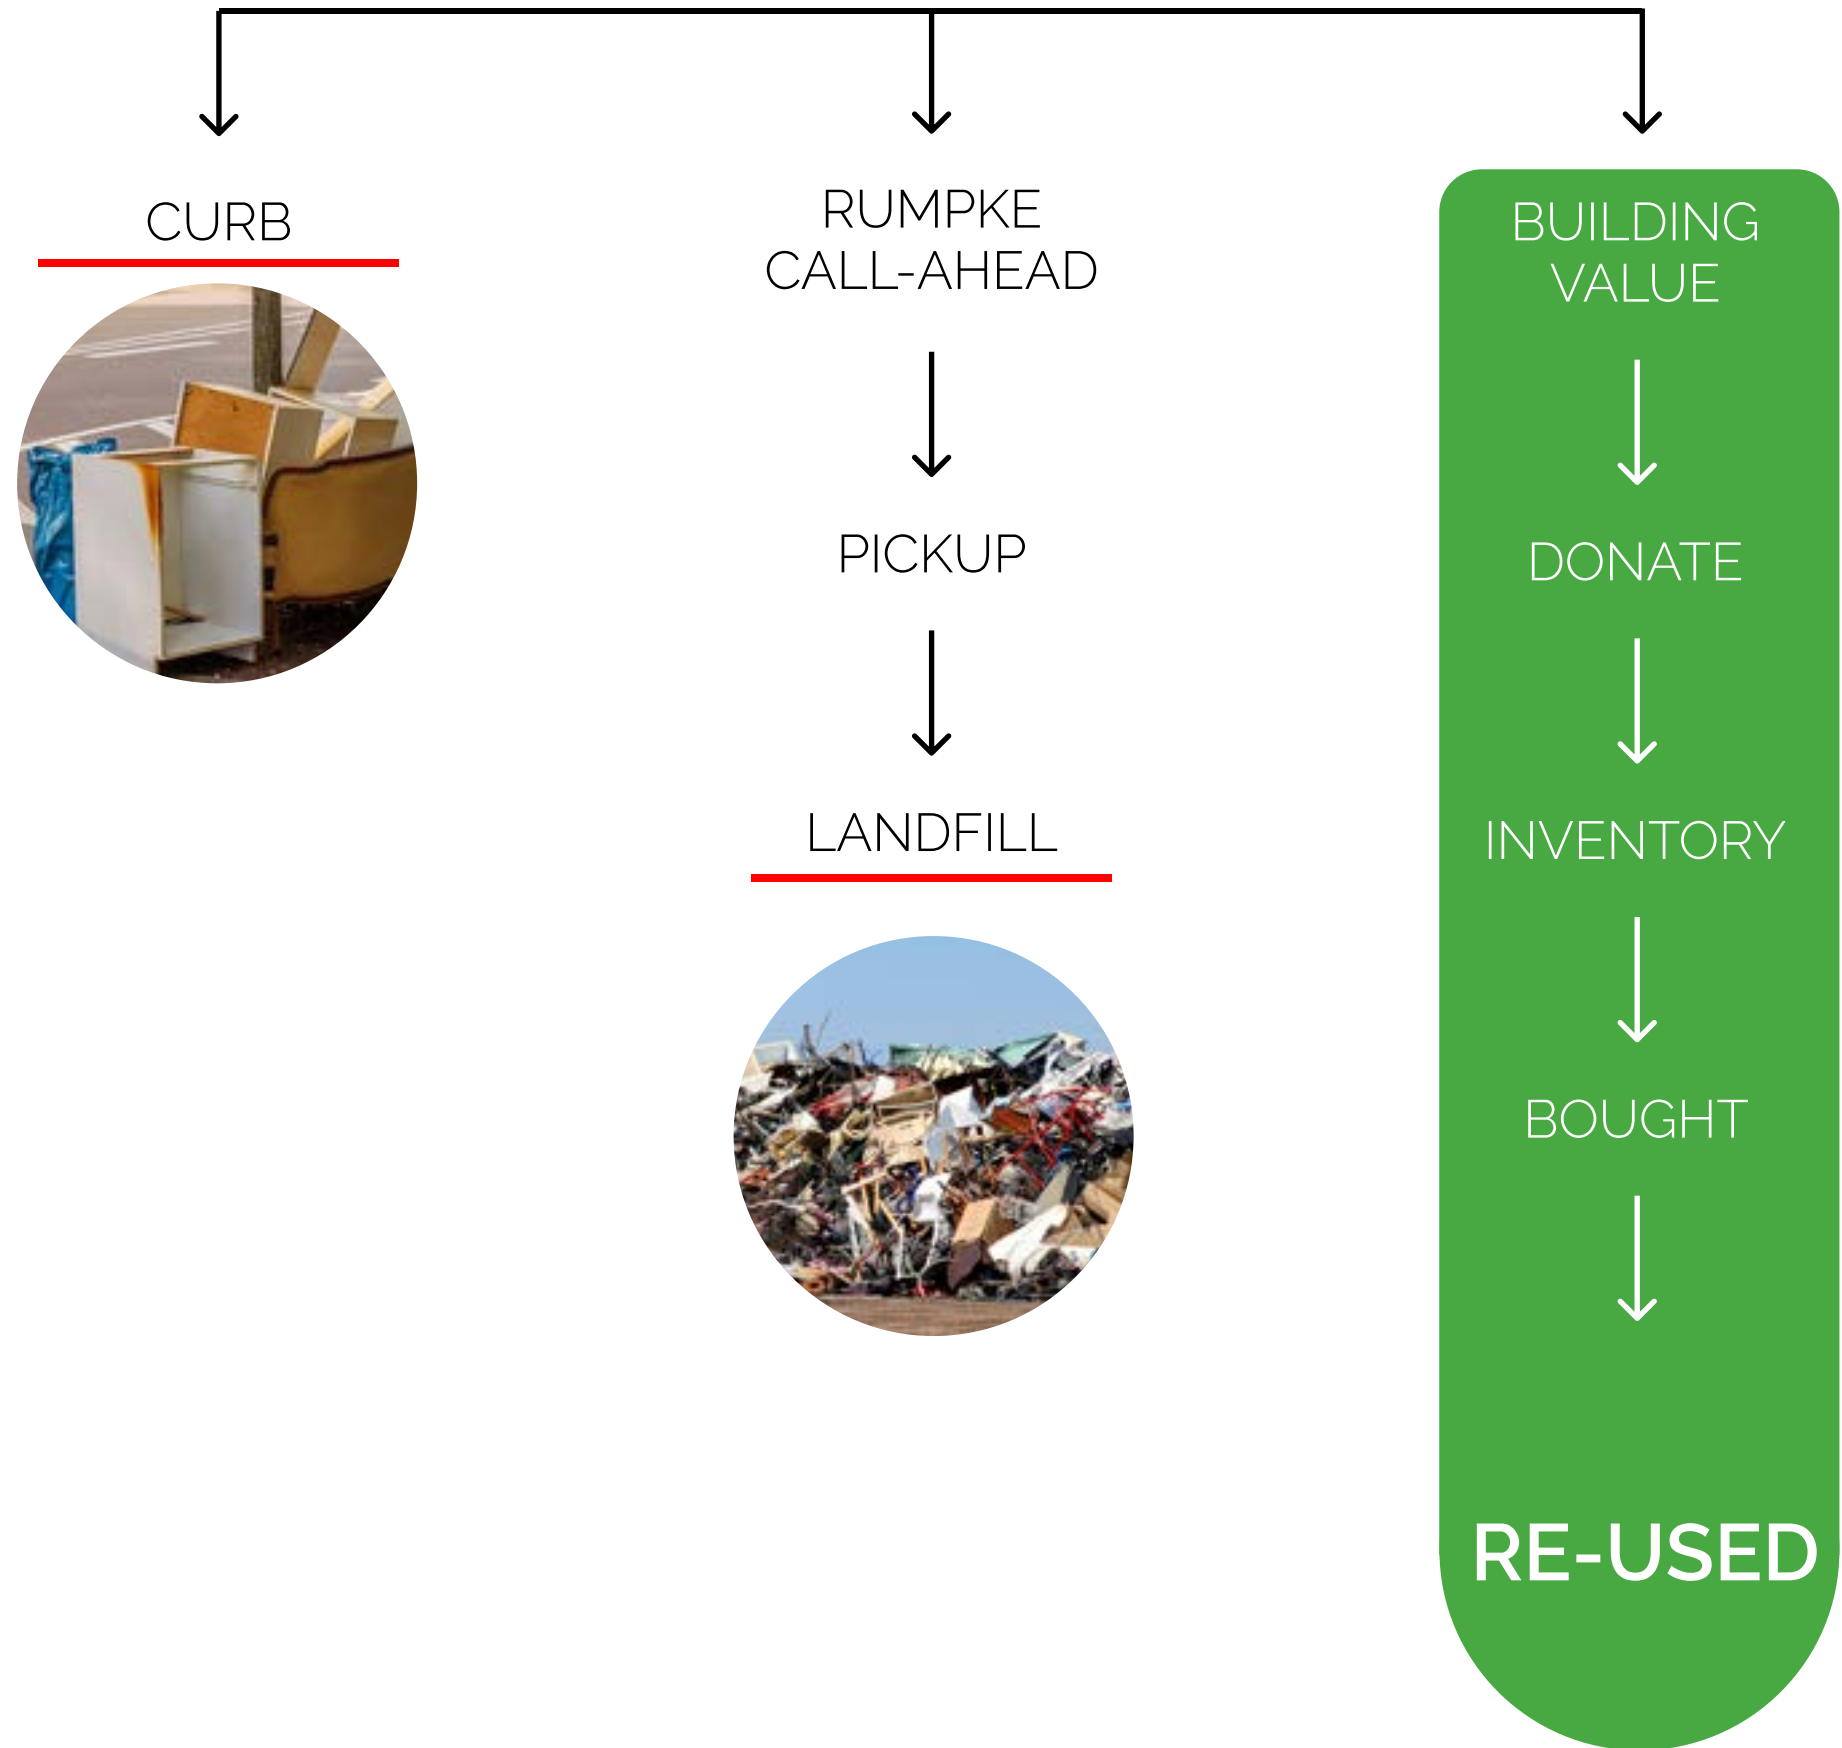 CURB
RUMPKE
CALL-AHEAD
PICKUP
LANDFILL
BUILDING
VALUE
DONATE
INVENTORY
BOUGHT
RE-USED